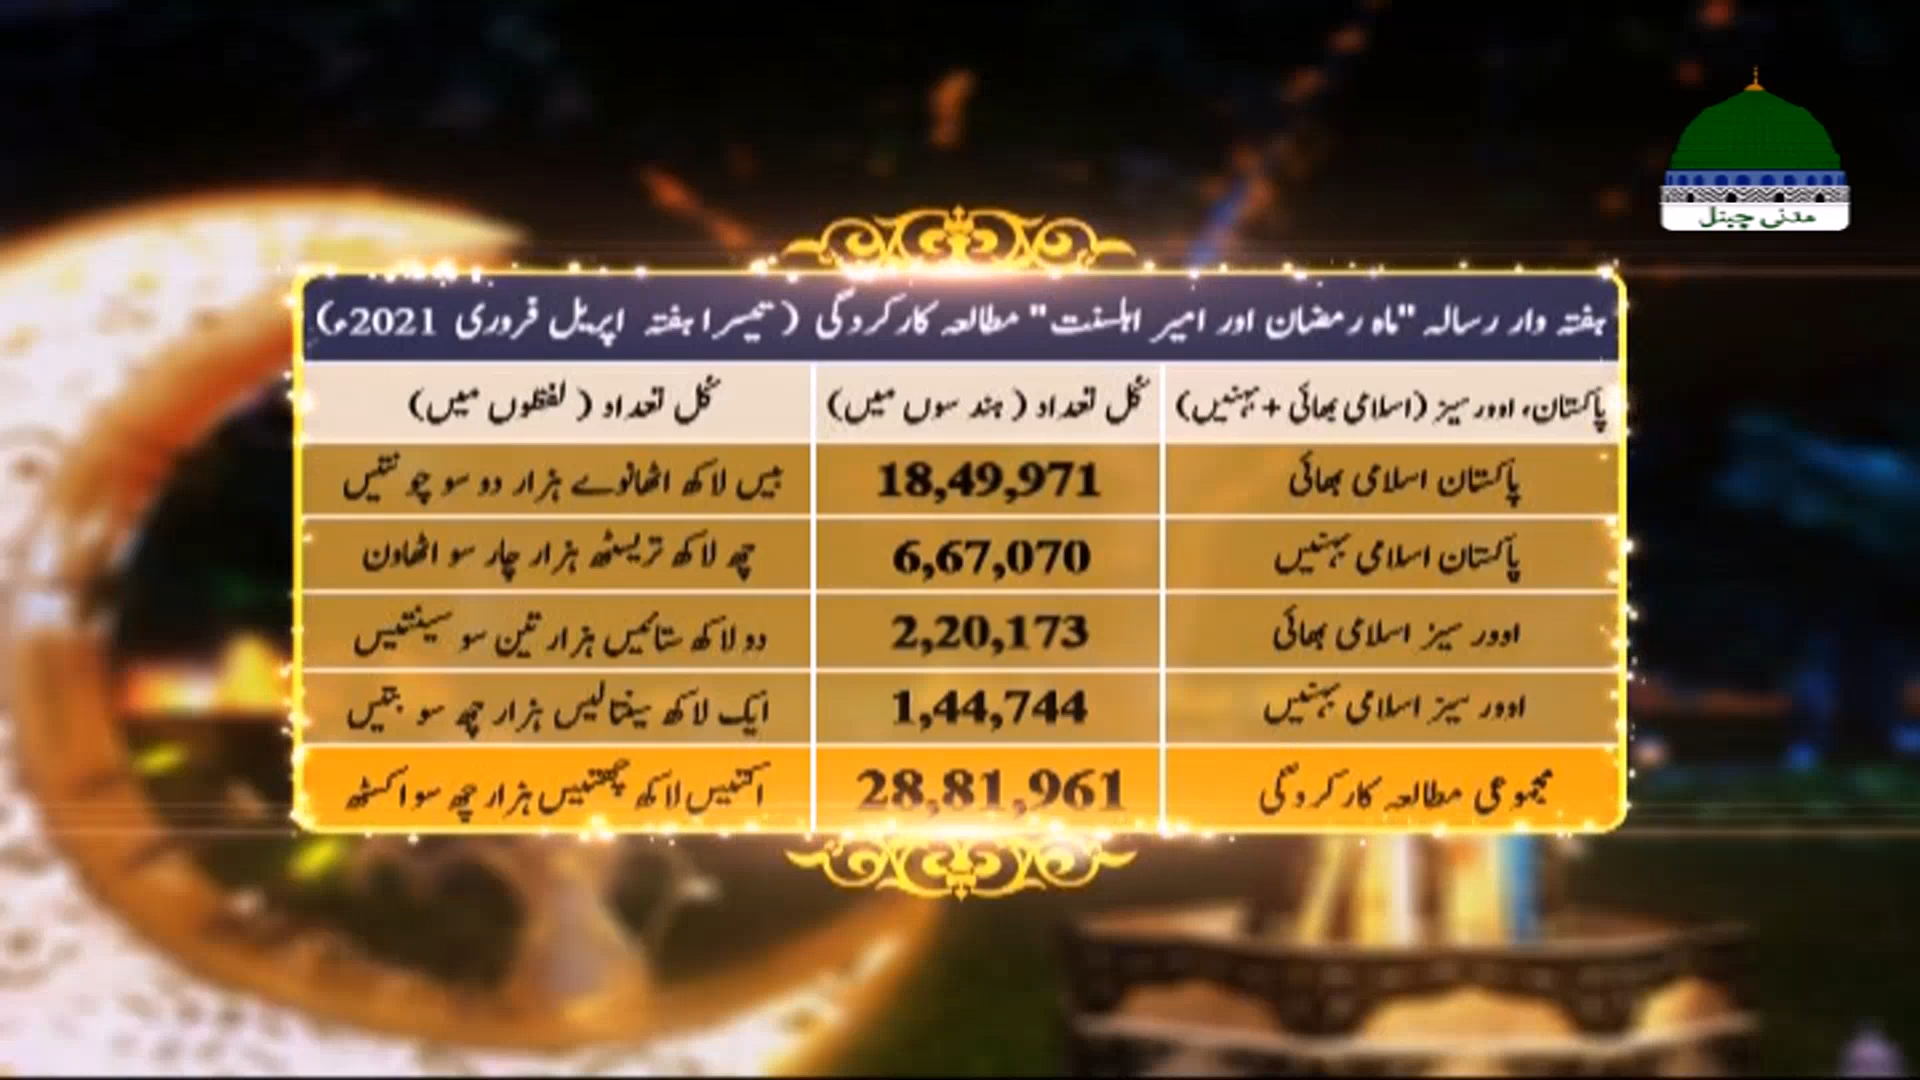 مدنی چینل
ہفتہ وار رسالہ "ماہ رمضان اور امیر اہلسنت" مطالعہ کارکردگی (تیسرا ہفتہ اپریل فروری 2021ء)
پاکستان، اوورسیز (اسلامی بھائی + بہنیں) کُل تعداد (ہندسوں میں) کُل تعداد (لفظوں میں)
پاکستان اسلامی بھائی 18,49,971 بیس لاکھ اٹھانوے ہزار دو سو چونتیس
پاکستان اسلامی بہنیں 6,67,070 چھ لاکھ تریسٹھ ہزار چار سو اٹھاون
اوورسیز اسلامی بھائی 2,20,173 دو لاکھ ستائیس ہزار تین سو سینتیس
اوورسیز اسلامی بہنیں 1,44,744 ایک لاکھ سینتالیس ہزار چھ سو بتیس
مجموعی مطالعہ کارکردگی 28,81,961 اکتیس لاکھ چھتیس ہزار چھ سو اکسٹھ